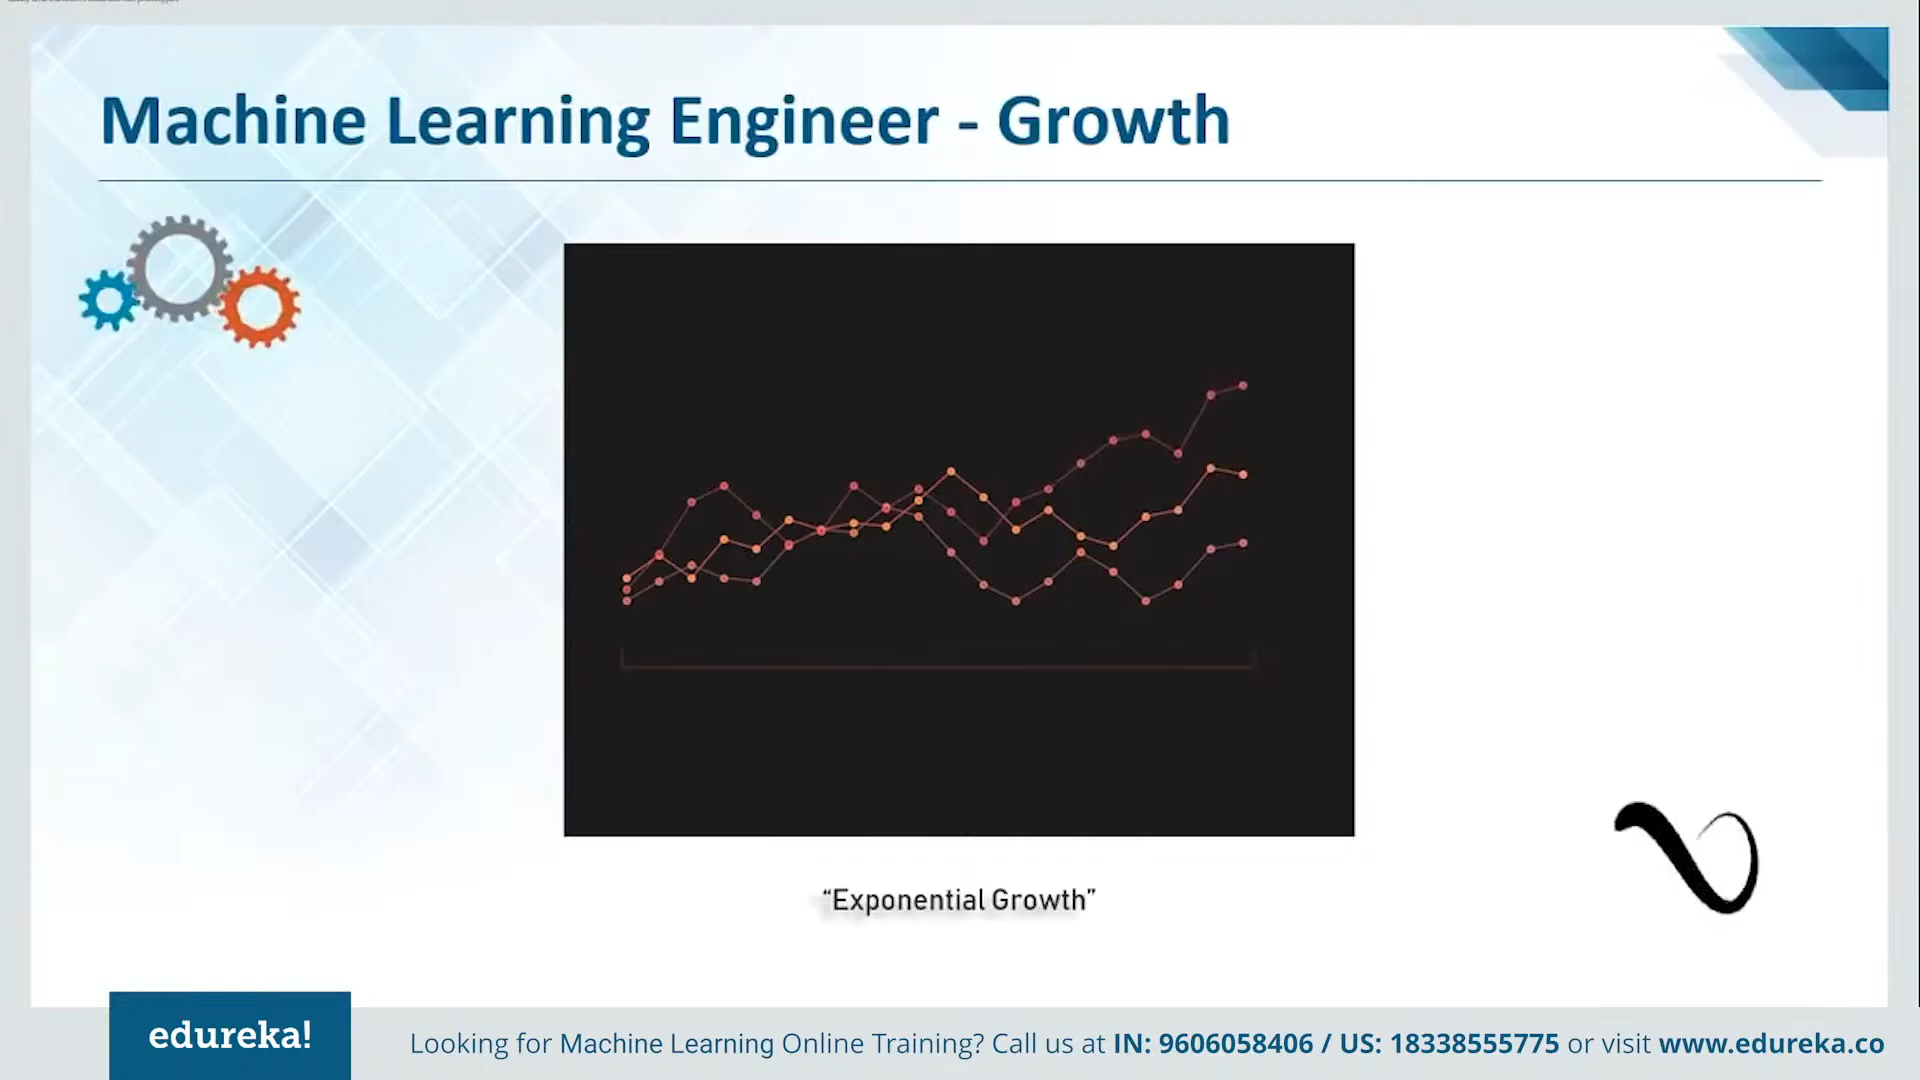 Machine Learning Engineer - Growth
“Exponential Growth”
edureka!
Looking for Machine Learning Online Training? Call us at IN: 9606058406 / US: 18338555775 or visit www.edureka.co